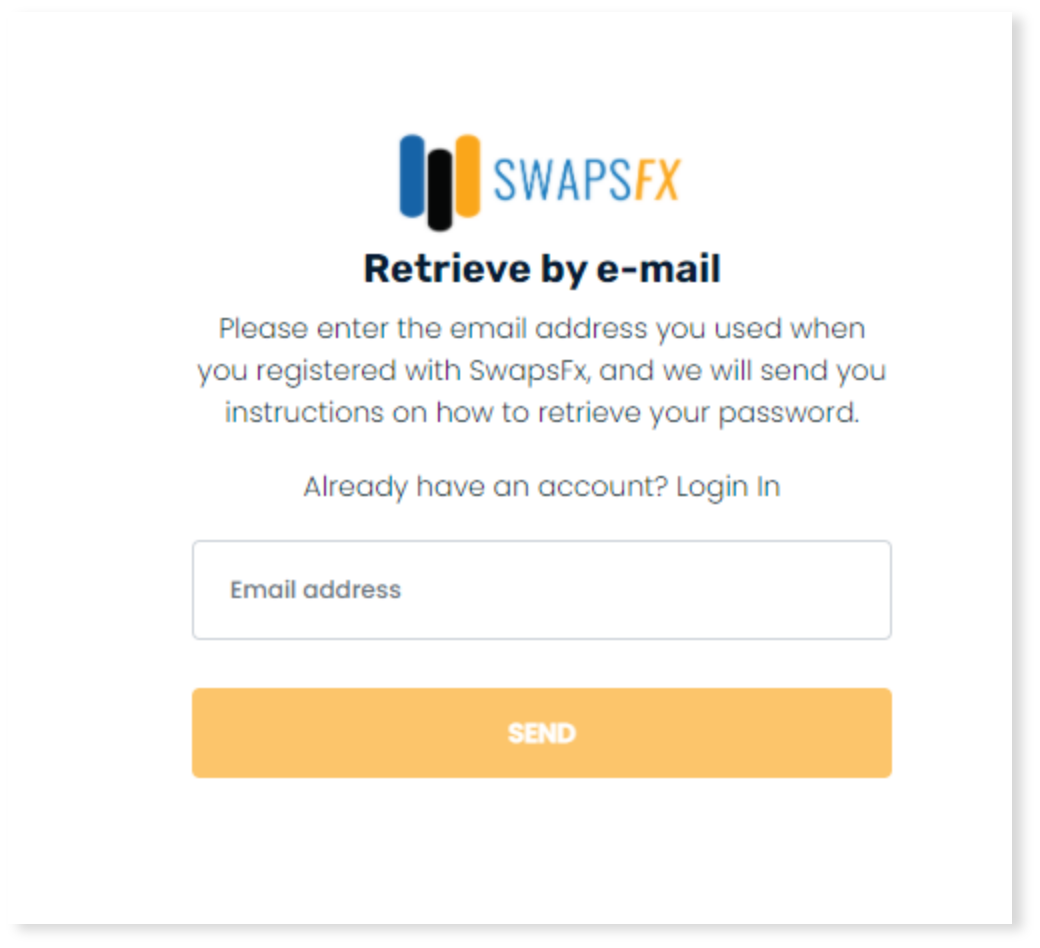 SWAPSFX
Retrieve by e-mail
Please enter the email address you used when
you registered with SwapsFx, and we will send you
instructions on how to retrieve your password.
Already have an account? Login In
Email address
SEND